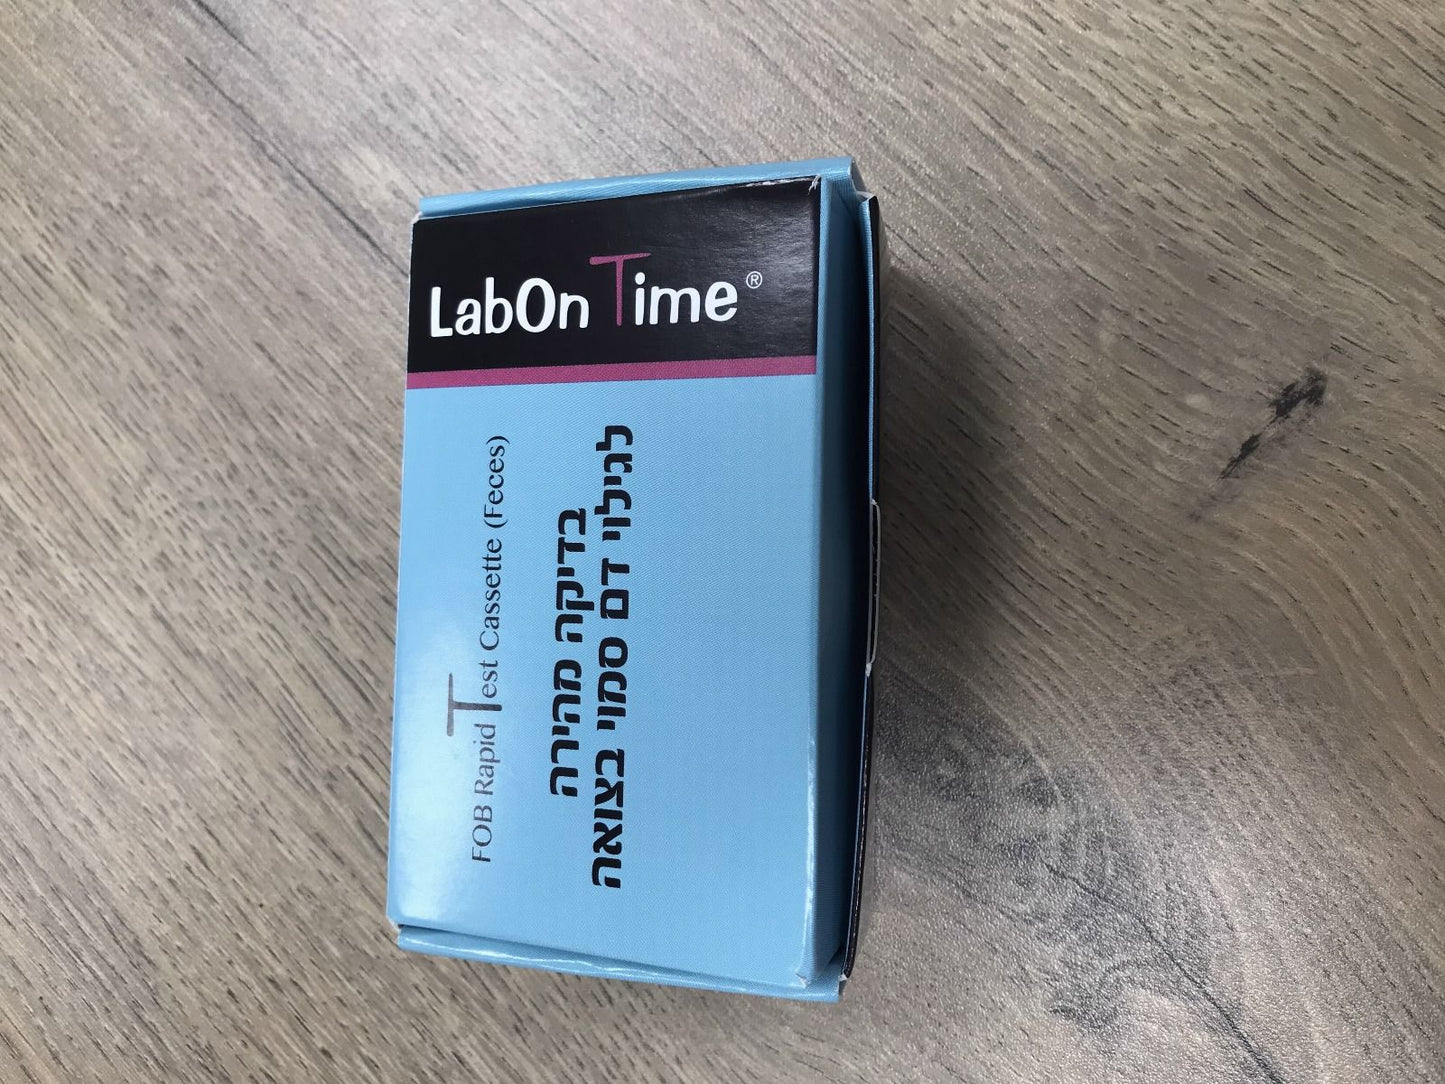 LabOn Time®
FOB Rapid Test Cassette (Feces)
בדיקה מהירה
לגילוי דם סמוי בצואה